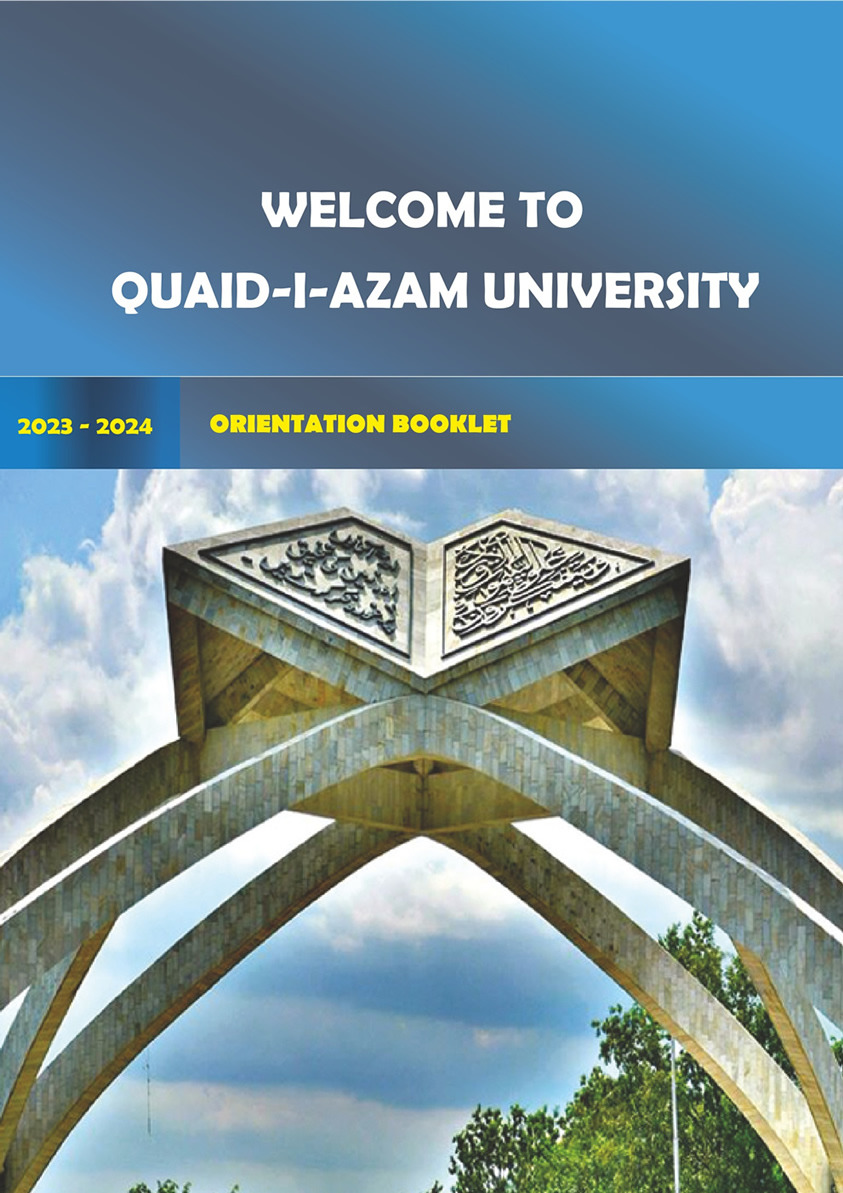 WELCOME TO
QUAID-I-AZAM UNIVERSITY
2023 - 2024
ORIENTATION BOOKLET